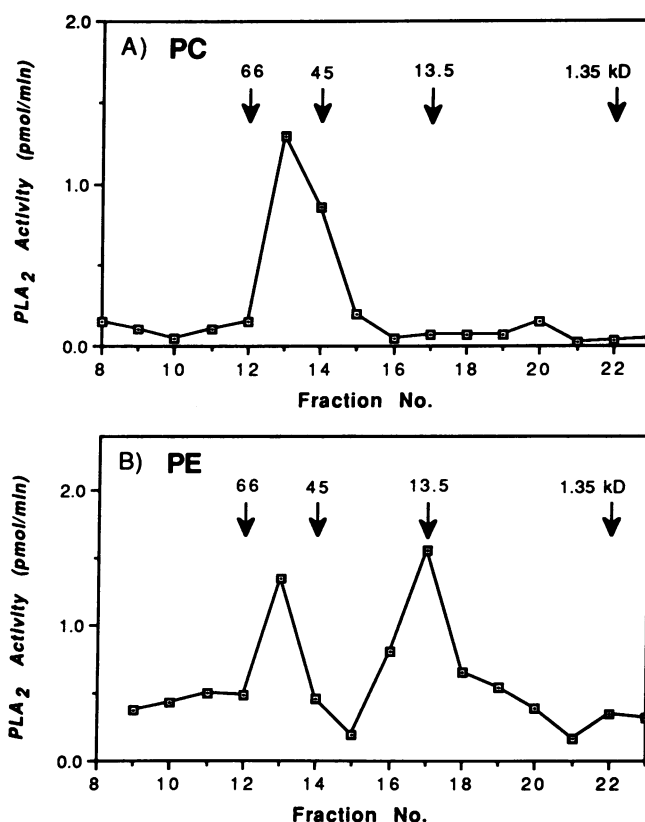 A) PC
66 45 13.5 1.35 kD
2.0
1.0
0.0
PLA2 Activity (pmol/min)
8 10 12 14 16 18 20 22
Fraction No.
B) PE
66 45 13.5 1.35 kD
2.0
1.0
0.0
PLA2 Activity (pmol/min)
8 10 12 14 16 18 20 22
Fraction No.